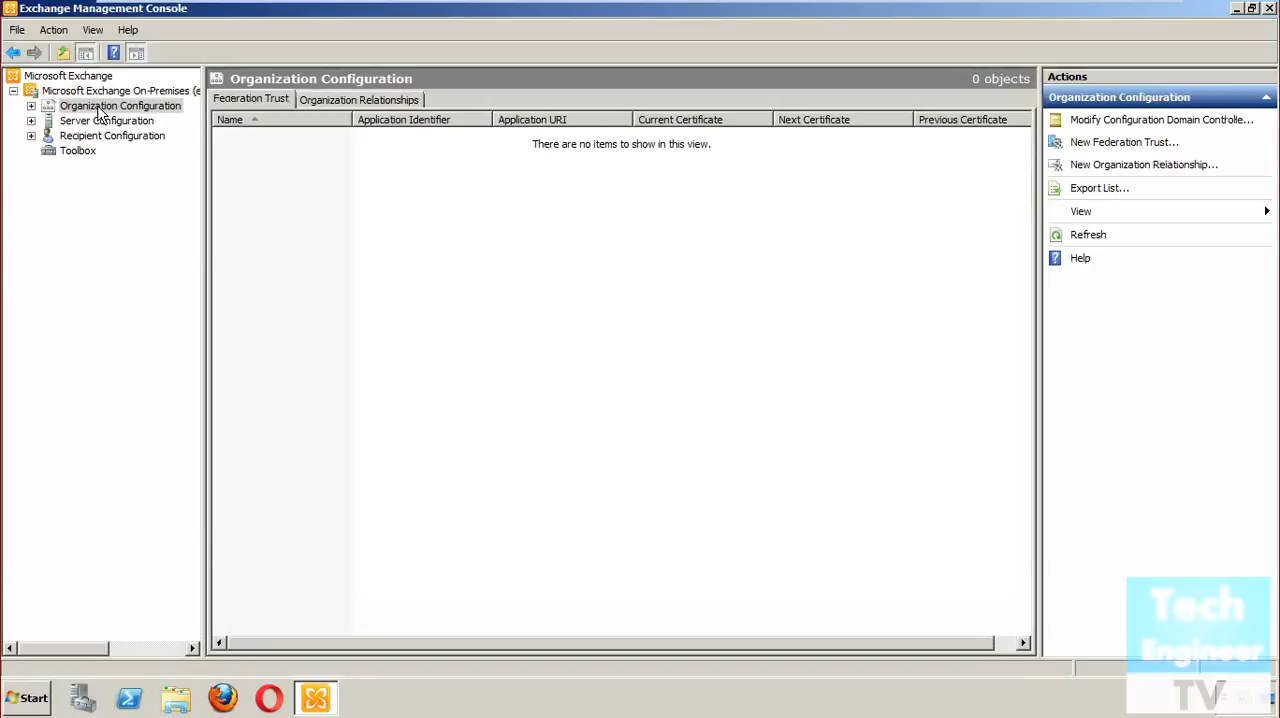 Exchange Management Console
File Action View Help
Microsoft Exchange
Microsoft Exchange On-Premises (e
Organization Configuration
Server Configuration
Recipient Configuration
Toolbox
Organization Configuration 0 objects
Federation Trust Organization Relationships
Name Application Identifier Application URI Current Certificate Next Certificate Previous Certificate
There are no items to show in this view.
Actions
Organization Configuration
Modify Configuration Domain Controlle...
New Federation Trust...
New Organization Relationship...
Export List...
View
Refresh
Help
Start
Tech
Engineer
TV